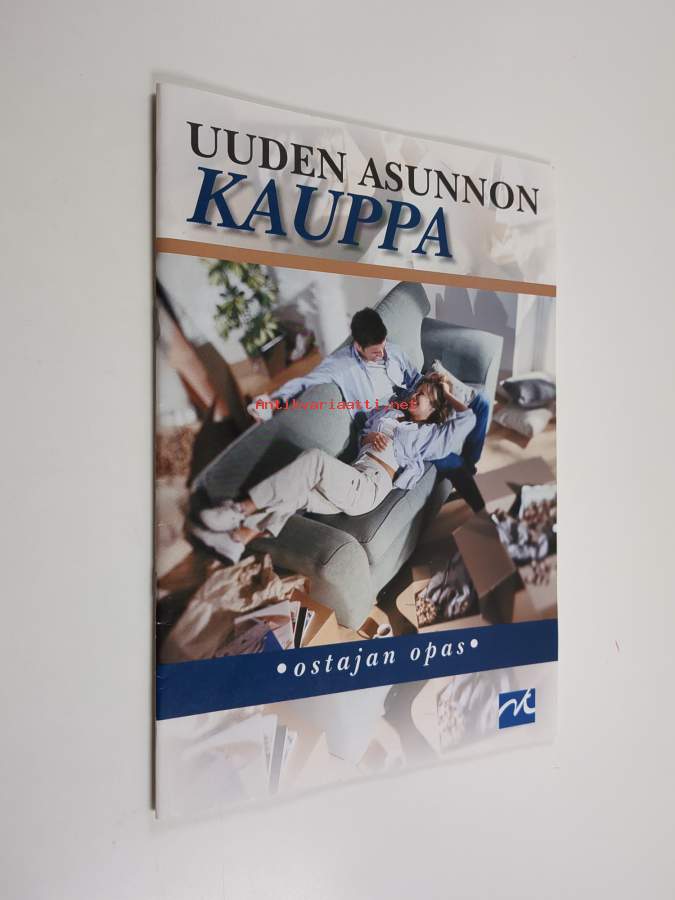 UUDEN ASUNNON
KAUPPA
Antikvariaatti.net
•ostajan opas•